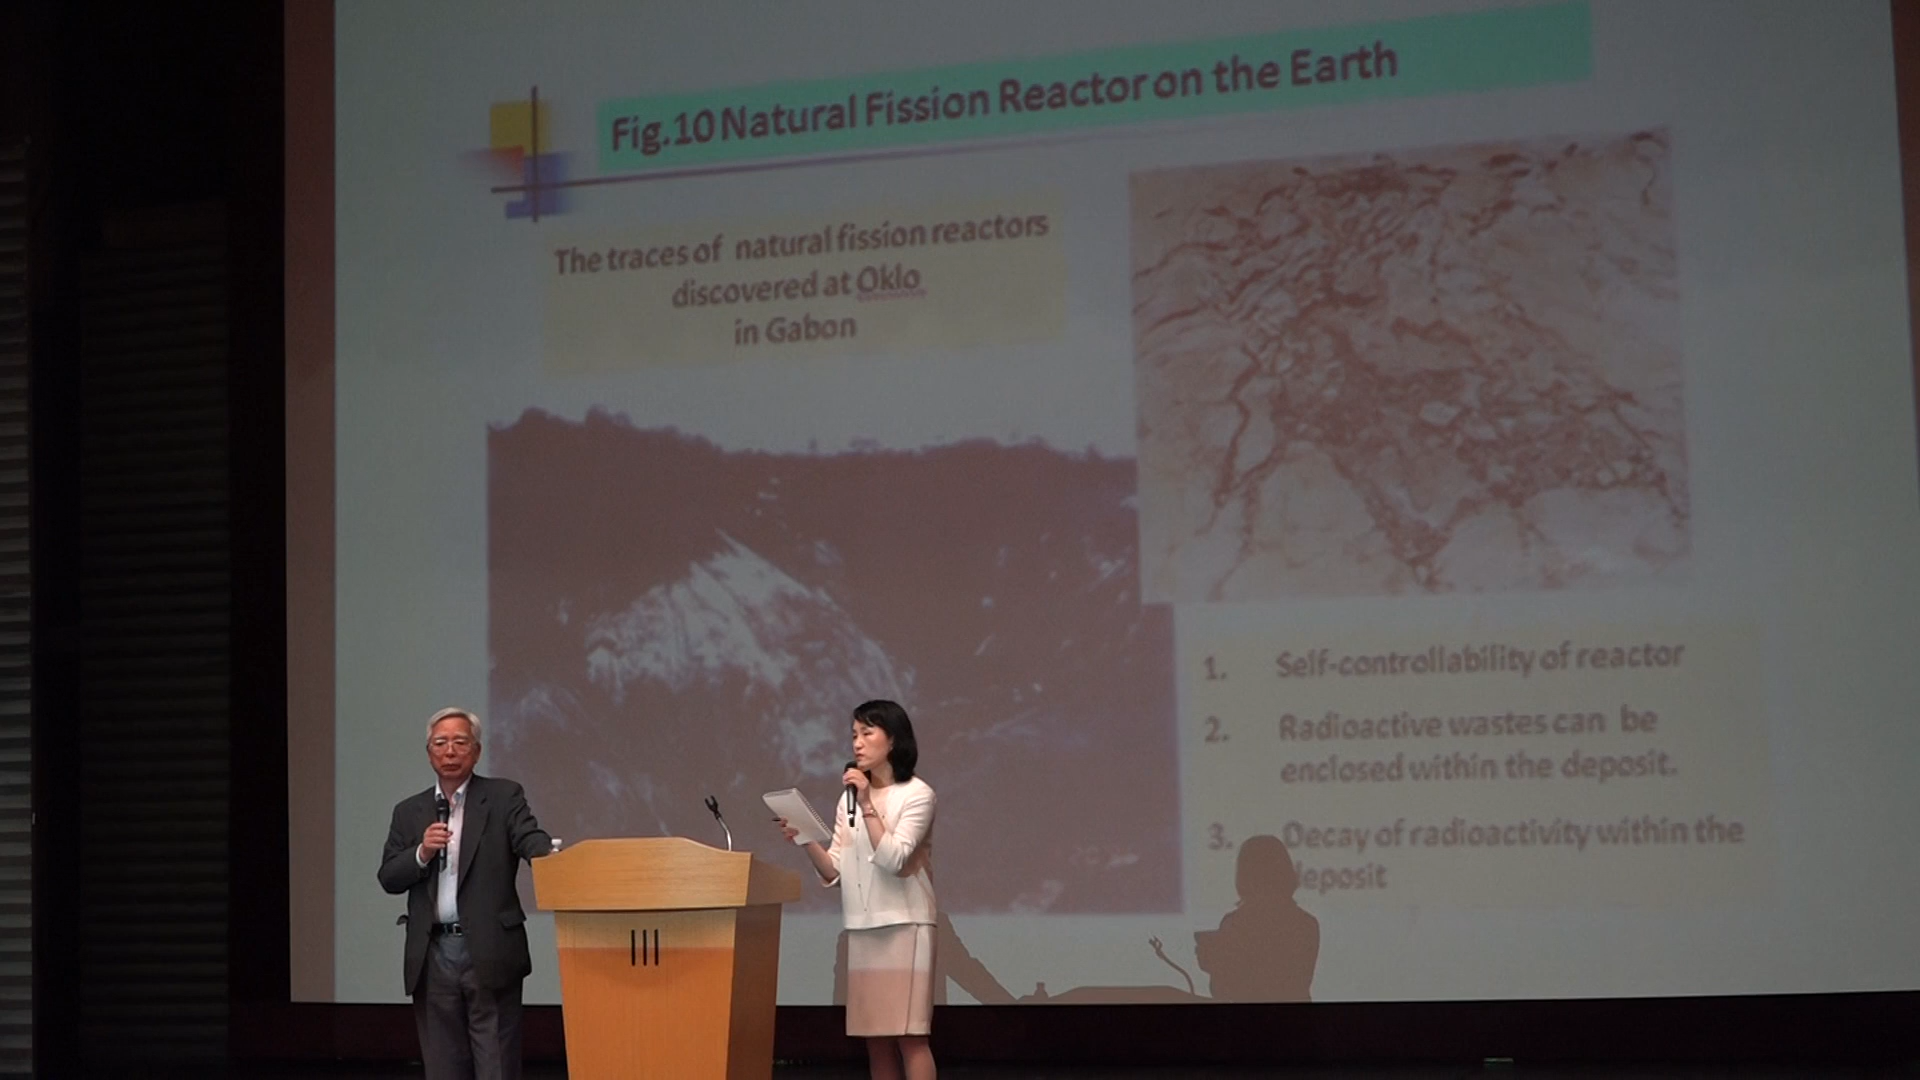 Fig.10 Natural Fission Reactor on the Earth
The traces of natural fission reactors
discovered at Oklo
in Gabon
1. Self-controllability of reactor
2. Radioactive wastes can be
enclosed within the deposit.
3. Decay of radioactivity within the
deposit